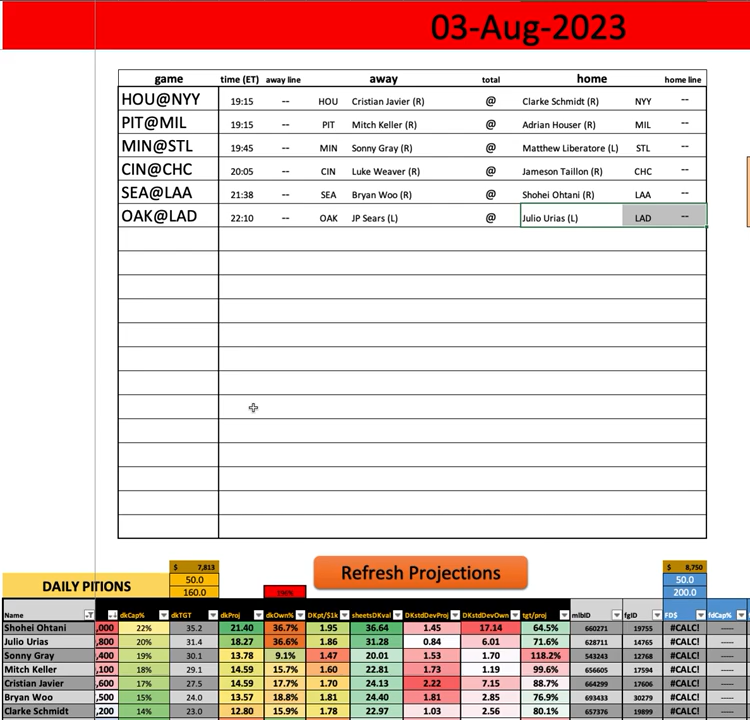 03-Aug-2023
game time (ET) away line away total home home line
HOU@NYY 19:15 -- HOU Cristian Javier (R) @ Clarke Schmidt (R) NYY --
PIT@MIL 19:15 -- PIT Mitch Keller (R) @ Adrian Houser (R) MIL --
MIN@STL 19:45 -- MIN Sonny Gray (R) @ Matthew Liberatore (L) STL --
CIN@CHC 20:05 -- CIN Luke Weaver (R) @ Jameson Taillon (R) CHC --
SEA@LAA 21:38 -- SEA Bryan Woo (R) @ Shohei Ohtani (R) LAA --
OAK@LAD 22:10 -- OAK JP Sears (L) @ Julio Urias (L) LAD --
$ 7,813 $ 8,750
DAILY PITIONS 50.0 Refresh Projections 50.0
160.0 200.0
Name dkCap% dkTGT dkProj dkOwn% DKpt/$1k sheetsDKval DKstdDevProj DKstdDevOwn tgt/proj mlbID fgID FD$ fdCap%
Shohei Ohtani ,000 22% 35.2 21.40 36.7% 1.95 36.64 1.45 17.14 64.5% 660271 19755 #CALC! -----
Julio Urias ,800 20% 31.4 18.27 36.6% 1.86 31.28 0.84 6.01 71.6% 628711 14765 #CALC! -----
Sonny Gray ,400 19% 30.1 13.78 9.1% 1.47 20.01 1.53 1.70 118.2% 543243 12768 #CALC! -----
Mitch Keller ,100 18% 29.1 14.59 15.7% 1.60 22.81 1.73 1.19 99.6% 656605 17594 #CALC! -----
Cristian Javier ,600 17% 27.5 14.59 17.7% 1.70 24.13 2.22 7.15 88.7% 664299 17606 #CALC! -----
Bryan Woo ,500 15% 24.0 13.57 18.8% 1.81 24.40 1.81 2.85 76.9% 693433 30279 #CALC! -----
Clarke Schmidt ,200 14% 23.0 12.80 15.9% 1.78 22.97 1.03 2.56 80.1% 657376 19899 #CALC! -----